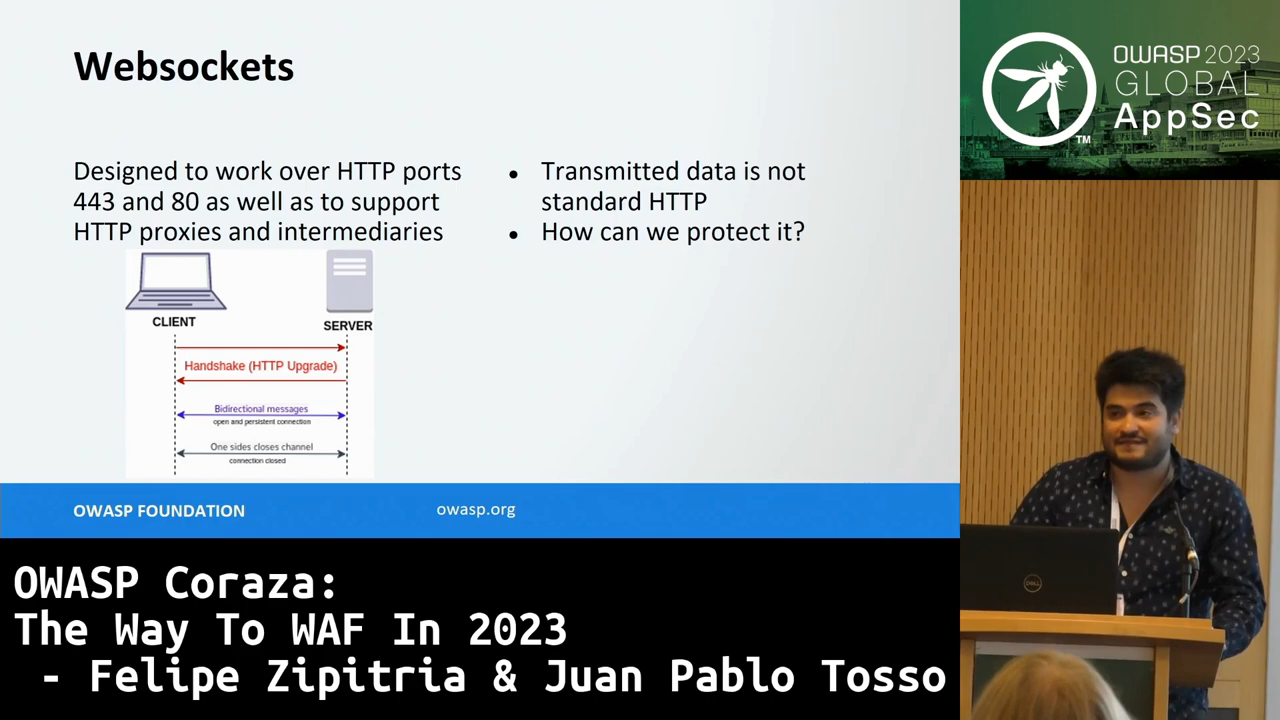 Websockets
Designed to work over HTTP ports
443 and 80 as well as to support
HTTP proxies and intermediaries
• Transmitted data is not
standard HTTP
• How can we protect it?
CLIENT
SERVER
Handshake (HTTP Upgrade)
Bidirectional messages
open and persistent connection
One sides closes channel
connection closed
OWASP FOUNDATION
owasp.org
OWASP 2023
GLOBAL
AppSec
TM
DELL
OWASP Coraza:
The Way To WAF In 2023
- Felipe Zipitria & Juan Pablo Tosso